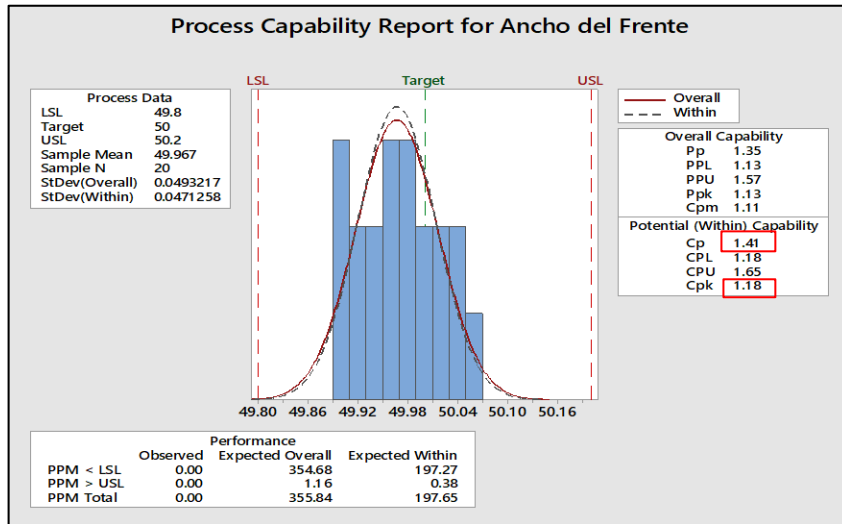 Process Capability Report for Ancho del Frente
LSL Target USL
Process Data
LSL 49.8
Target 50
USL 50.2
Sample Mean 49.967
Sample N 20
StDev(Overall) 0.0493217
StDev(Within) 0.0471258
Overall
Within
Overall Capability
Pp 1.35
PPL 1.13
PPU 1.57
Ppk 1.13
Cpm 1.11
Potential (Within) Capability
Cp 1.41
CPL 1.18
CPU 1.65
Cpk 1.18
49.80 49.86 49.92 49.98 50.04 50.10 50.16
Performance
Observed Expected Overall Expected Within
PPM < LSL 0.00 354.68 197.27
PPM > USL 0.00 1.16 0.38
PPM Total 0.00 355.84 197.65